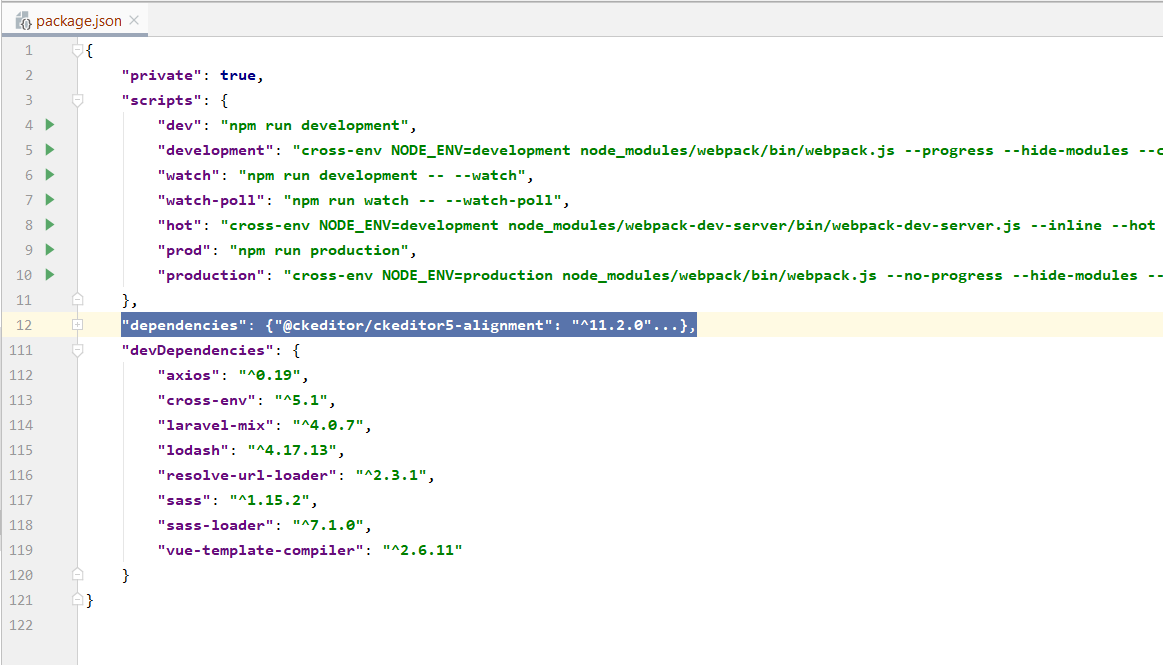 package.json
1 {
2 "private": true,
3 "scripts": {
4 "dev": "npm run development",
5 "development": "cross-env NODE_ENV=development node_modules/webpack/bin/webpack.js --progress --hide-modules --c
6 "watch": "npm run development -- --watch",
7 "watch-poll": "npm run watch -- --watch-poll",
8 "hot": "cross-env NODE_ENV=development node_modules/webpack-dev-server/bin/webpack-dev-server.js --inline --hot
9 "prod": "npm run production",
10 "production": "cross-env NODE_ENV=production node_modules/webpack/bin/webpack.js --no-progress --hide-modules --
11 },
12 "dependencies": {"@ckeditor/ckeditor5-alignment": "^11.2.0"...},
111 "devDependencies": {
112 "axios": "^0.19",
113 "cross-env": "^5.1",
114 "laravel-mix": "^4.0.7",
115 "lodash": "^4.17.13",
116 "resolve-url-loader": "^2.3.1",
117 "sass": "^1.15.2",
118 "sass-loader": "^7.1.0",
119 "vue-template-compiler": "^2.6.11"
120 }
121 }
122